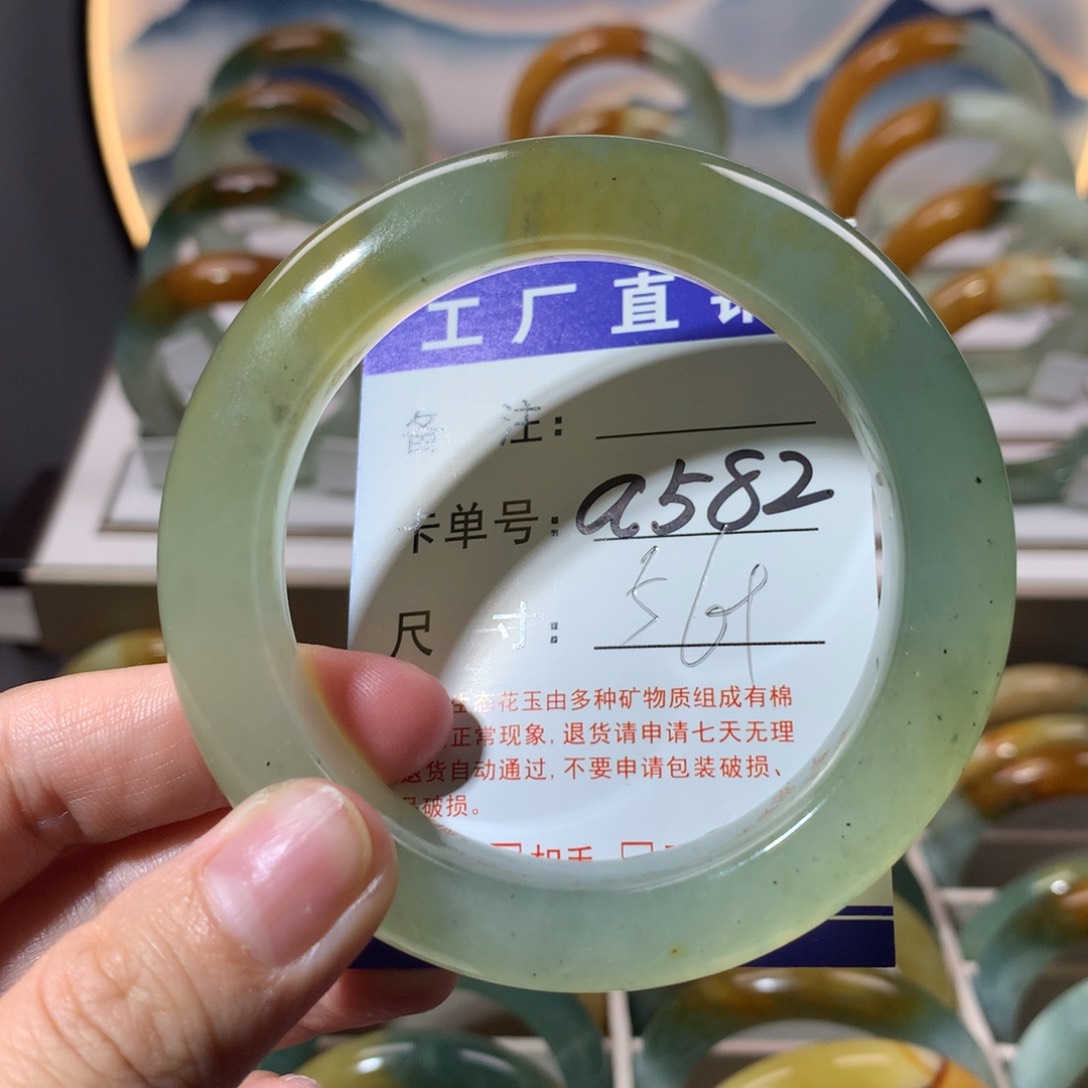 工厂直
备 注:
卡单号: a582
尺 寸:
生态花玉由多种矿物质组成有棉
正常现象,退货请申请七天无理
退货自动通过,不要申请包装破损、
破损。